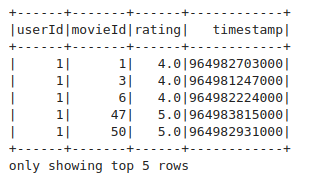 +------+-------+------+------------+
|userId|movieId|rating|   timestamp|
+------+-------+------+------------+
|     1|      1|   4.0|964982703000|
|     1|      3|   4.0|964981247000|
|     1|      6|   4.0|964982224000|
|     1|     47|   5.0|964983815000|
|     1|     50|   5.0|964982931000|
+------+-------+------+------------+
only showing top 5 rows